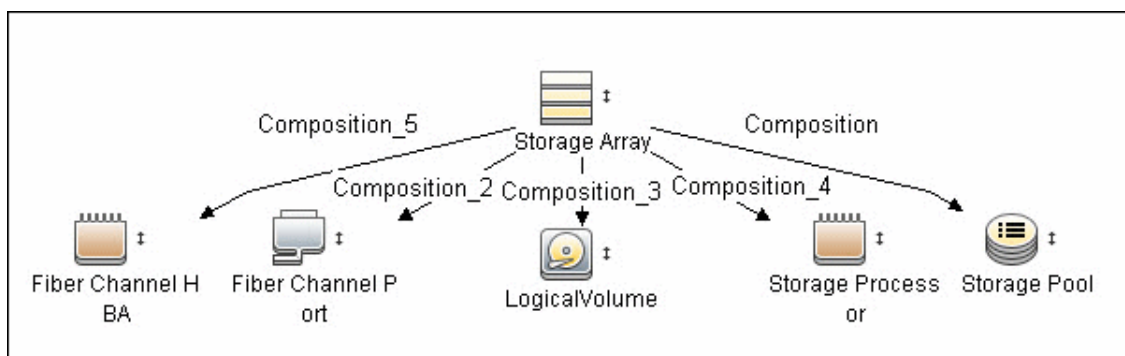 Composition_5
Composition
Storage Array
Composition_2
Composition_3
Composition_4
Fiber Channel H
BA
Fiber Channel P
ort
LogicalVolume
Storage Process
or
Storage Pool